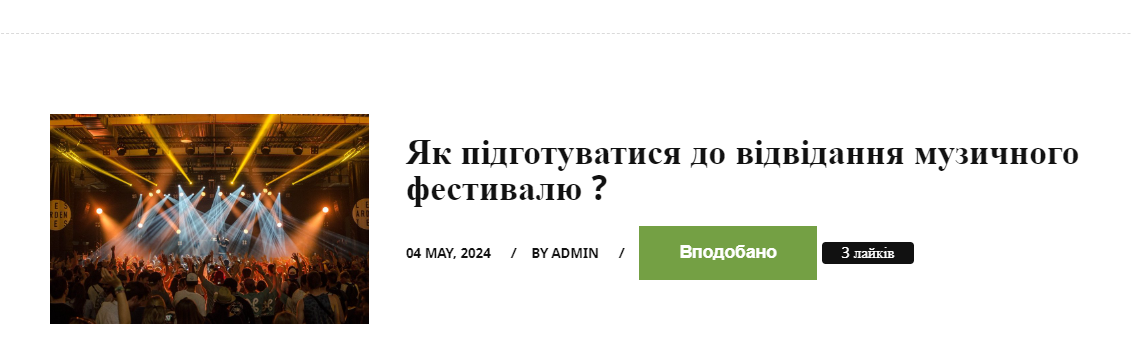 Як підготуватися до відвідання музичного
фестивалю ?
04 MAY, 2024 / BY ADMIN / Вподобано 3 лайків